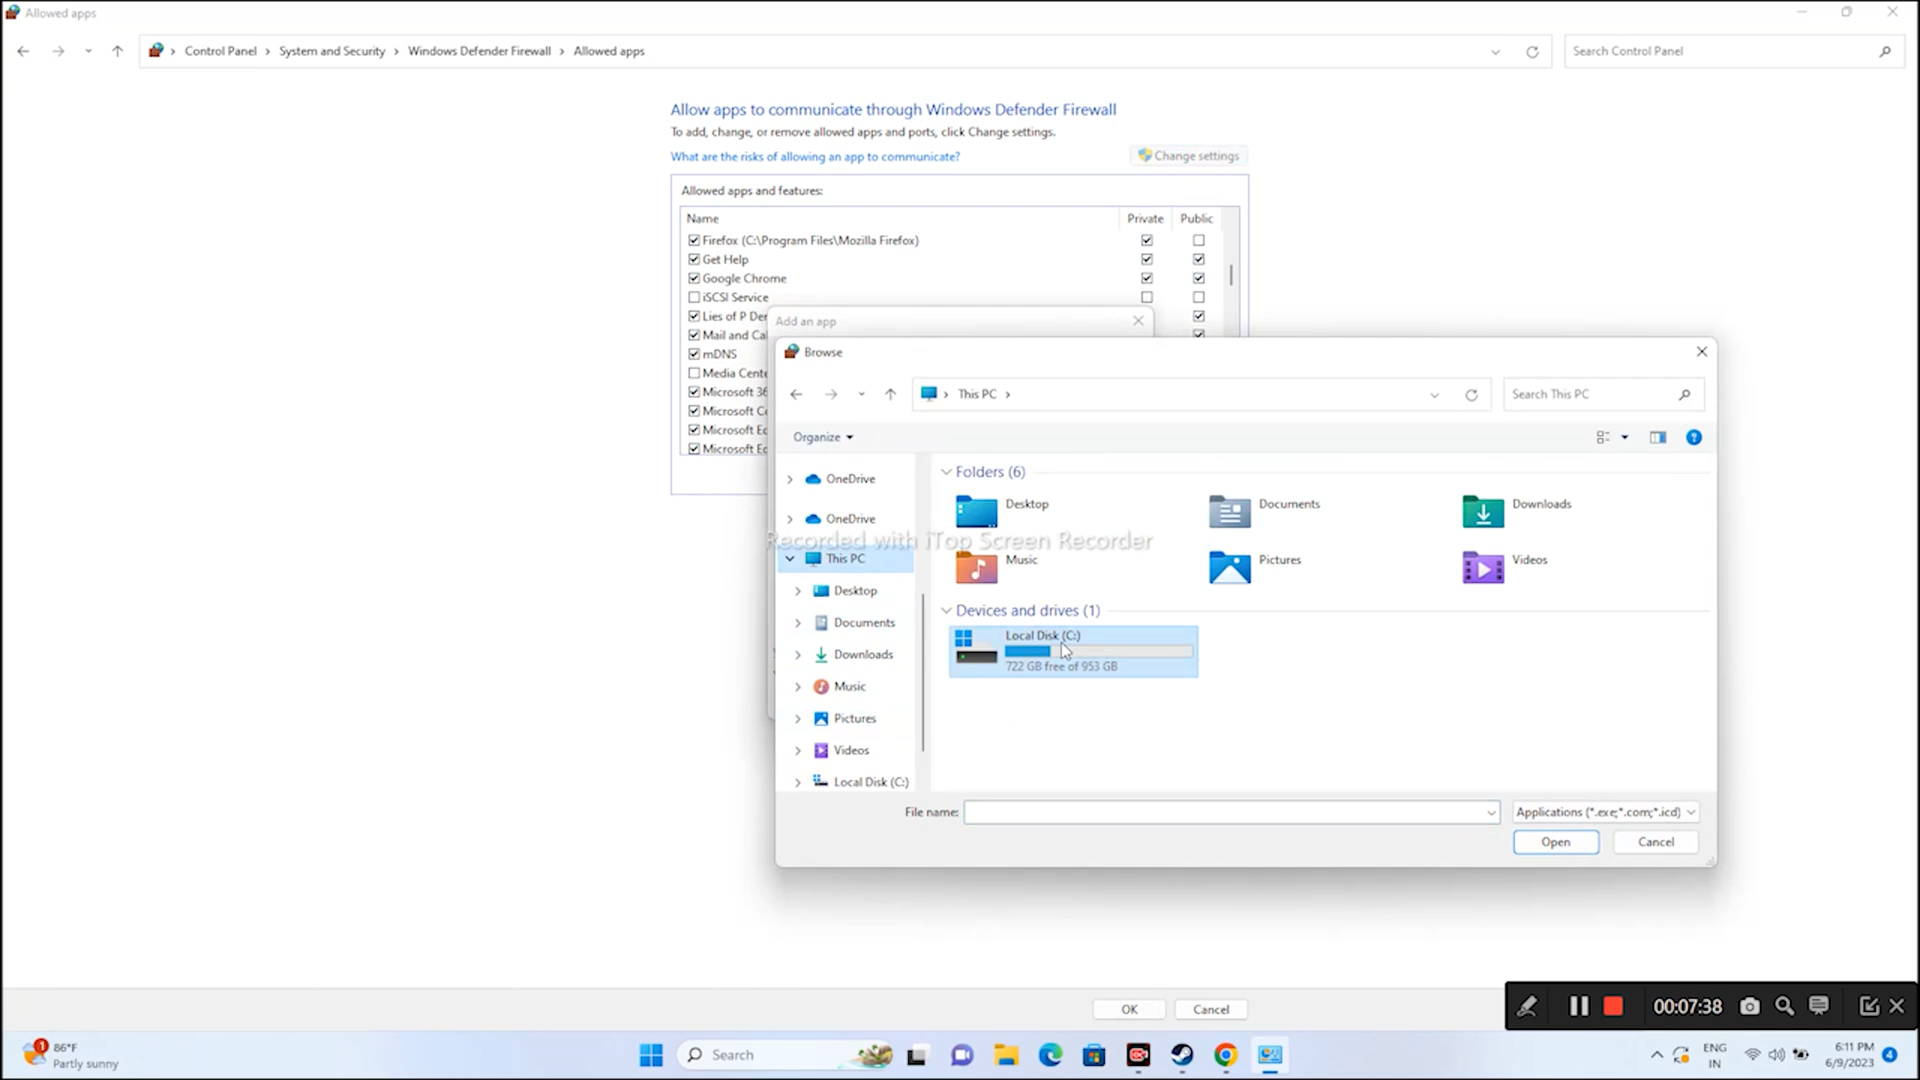 Allowed apps
Control Panel > System and Security > Windows Defender Firewall > Allowed apps
Search Control Panel
Allow apps to communicate through Windows Defender Firewall
To add, change, or remove allowed apps and ports, click Change settings.
What are the risks of allowing an app to communicate?
Change settings
Allowed apps and features:
Name Private Public
Firefox (C:\Program Files\Mozilla Firefox)
Get Help
Google Chrome
iSCSI Service
Lies of P De
Mail and Cal
mDNS
Media Cente
Microsoft 36
Microsoft Co
Microsoft Ed
Microsoft Ed
Add an app
Browse
This PC >
Search This PC
Organize
OneDrive
OneDrive
This PC
Desktop
Documents
Downloads
Music
Pictures
Videos
Local Disk (C:)
Folders (6)
Desktop
Documents
Downloads
Music
Pictures
Videos
Recorded with iTop Screen Recorder
Devices and drives (1)
Local Disk (C:)
722 GB free of 953 GB
File name:
Applications (*.exe;*.com;*.icd)
Open
Cancel
OK
Cancel
00:07:38
1
86°F
Partly sunny
Search
ENG
IN
6:11 PM
6/9/2023
4